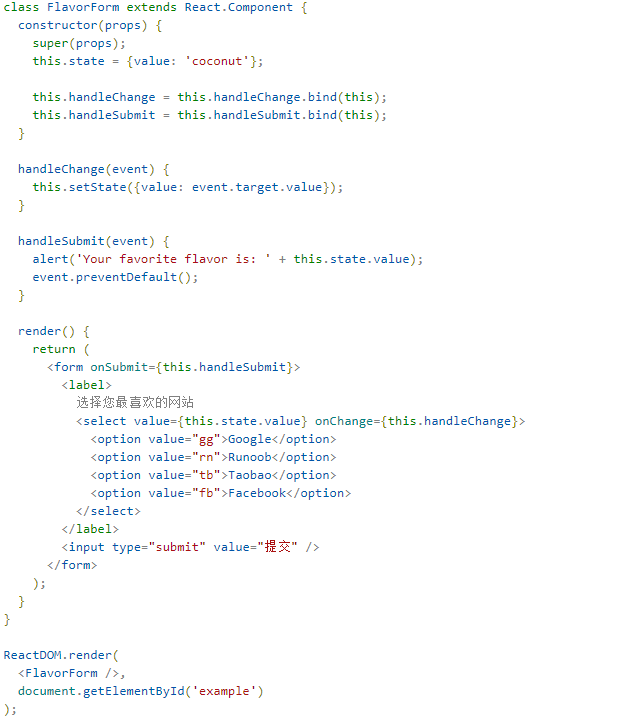 class FlavorForm extends React.Component {
  constructor(props) {
    super(props);
    this.state = {value: 'coconut'};

    this.handleChange = this.handleChange.bind(this);
    this.handleSubmit = this.handleSubmit.bind(this);
  }

  handleChange(event) {
    this.setState({value: event.target.value});
  }

  handleSubmit(event) {
    alert('Your favorite flavor is: ' + this.state.value);
    event.preventDefault();
  }

  render() {
    return (
      <form onSubmit={this.handleSubmit}>
        <label>
          选择您最喜欢的网站
          <select value={this.state.value} onChange={this.handleChange}>
            <option value="gg">Google</option>
            <option value="rn">Runoob</option>
            <option value="tb">Taobao</option>
            <option value="fb">Facebook</option>
          </select>
        </label>
        <input type="submit" value="提交" />
      </form>
    );
  }
}

ReactDOM.render(
  <FlavorForm />,
  document.getElementById('example')
);